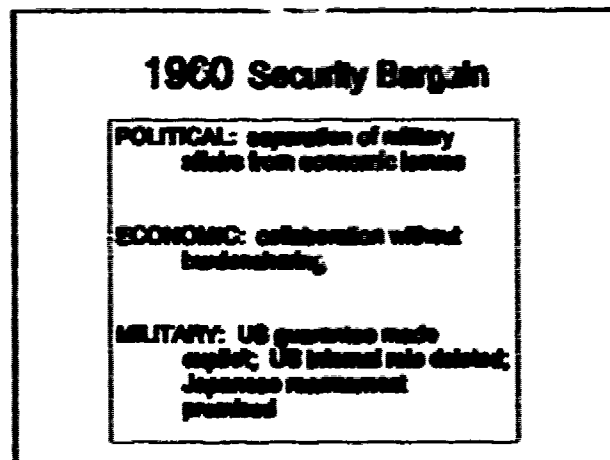 1960 Security Bargain
POLITICAL: separation of military
affairs from economic issues
ECONOMIC: collaboration without
burdensharing
MILITARY: US guarantee made
explicit; US internal role deleted;
Japanese rearmament
promised